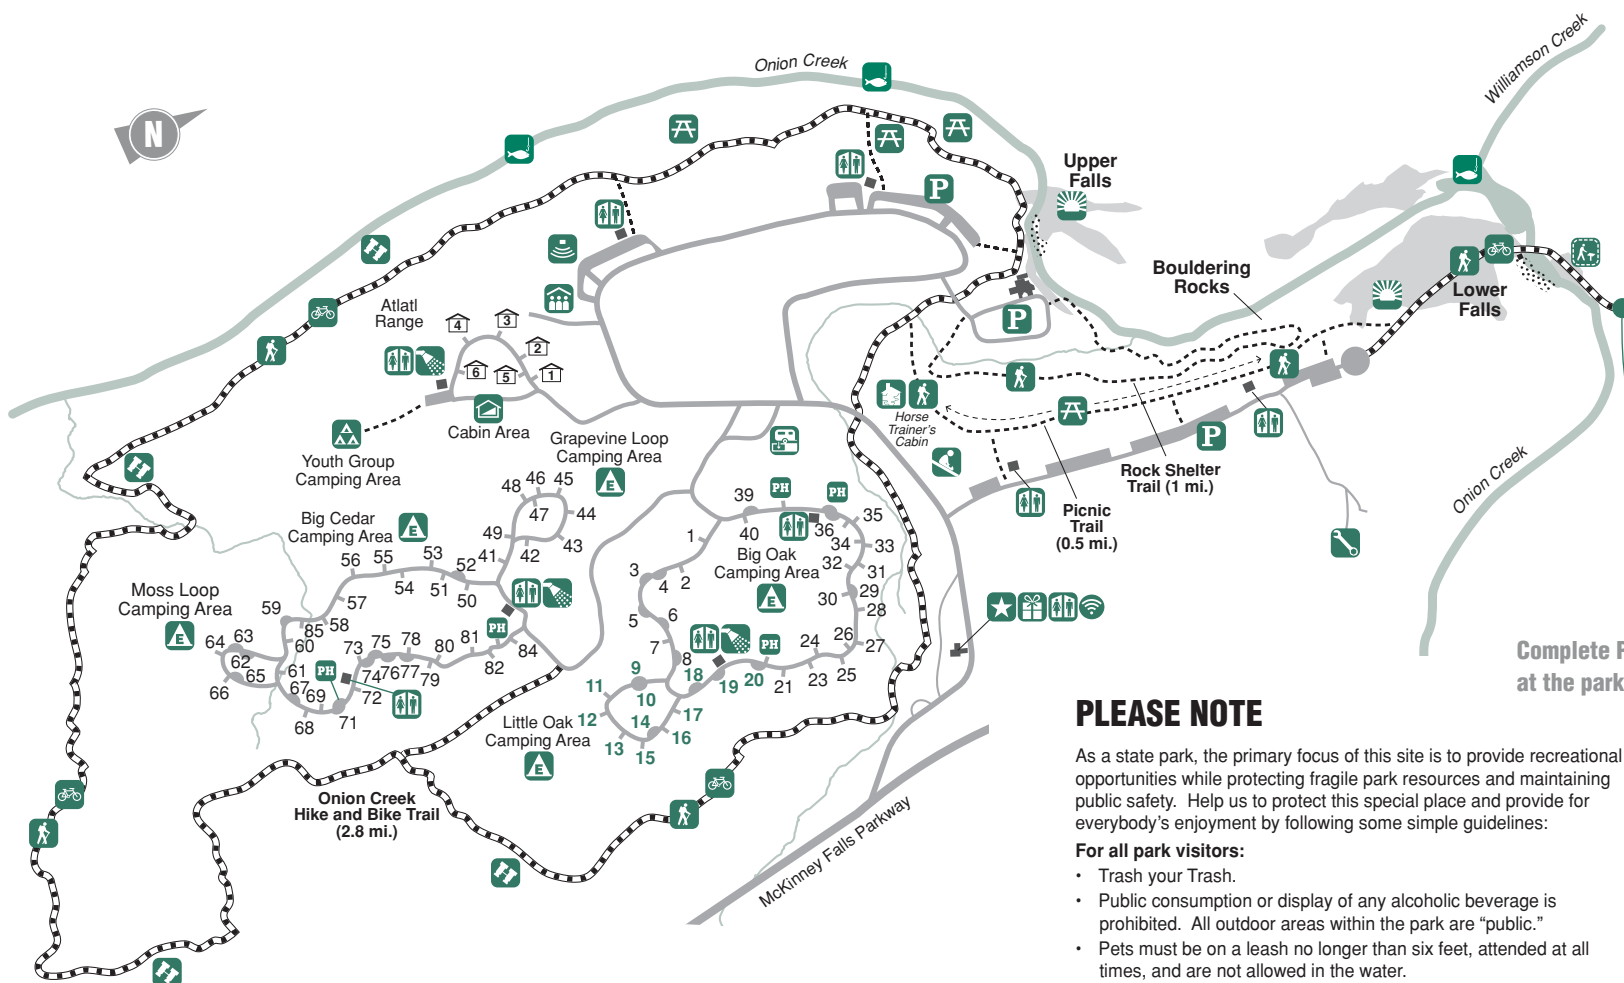 Onion Creek
Williamson Creek
N
Upper
Falls
P
Bouldering
Rocks
Lower
Falls
Atlatl
Range
4
3
2
6
5
1
P
Horse
Trainer's
Cabin
Cabin Area
Youth Group
Camping Area
Grapevine Loop
Camping Area
E
P
Rock Shelter
Trail (1 mi.)
Picnic
Trail
(0.5 mi.)
Onion Creek
48
46
45
47
44
49
42
43
41
Big Cedar
Camping Area
E
56
55
53
52
54
51
50
57
Moss Loop
Camping Area
E
59
85
58
60
64
63
62
65
66
61
67
69
68
71
72
73
74
75
76
77
78
79
80
81
82
84
PH
PH
39
PH
PH
40
36
35
34
33
32
31
29
30
28
26
27
24
25
23
21
1
2
3
4
5
6
7
8
Big Oak
Camping Area
E
PH
9
10
11
12
13
14
15
16
17
18
19
20
Little Oak
Camping Area
E
Onion Creek
Hike and Bike Trail
(2.8 mi.)
McKinney Falls Parkway
Complete F
at the park
PLEASE NOTE
As a state park, the primary focus of this site is to provide recreational
opportunities while protecting fragile park resources and maintaining
public safety.  Help us to protect this special place and provide for
everybody's enjoyment by following some simple guidelines:
For all park visitors:
• Trash your Trash.
• Public consumption or display of any alcoholic beverage is
prohibited.  All outdoor areas within the park are “public.”
• Pets must be on a leash no longer than six feet, attended at all
times, and are not allowed in the water.